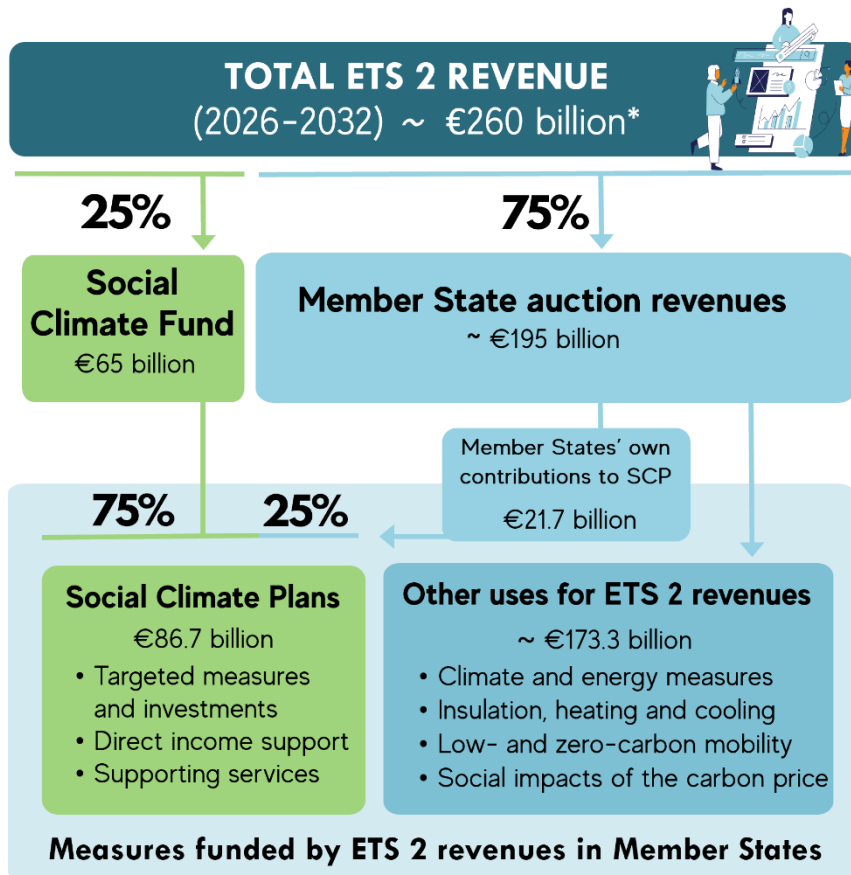 TOTAL ETS 2 REVENUE
(2026-2032) ~ €260 billion*
25%
75%
Social
Climate Fund
€65 billion
Member State auction revenues
~ €195 billion
Member States' own
contributions to SCP
€21.7 billion
75%
25%
Social Climate Plans
€86.7 billion
• Targeted measures
and investments
• Direct income support
• Supporting services
Other uses for ETS 2 revenues
~ €173.3 billion
• Climate and energy measures
• Insulation, heating and cooling
• Low- and zero-carbon mobility
• Social impacts of the carbon price
Measures funded by ETS 2 revenues in Member States